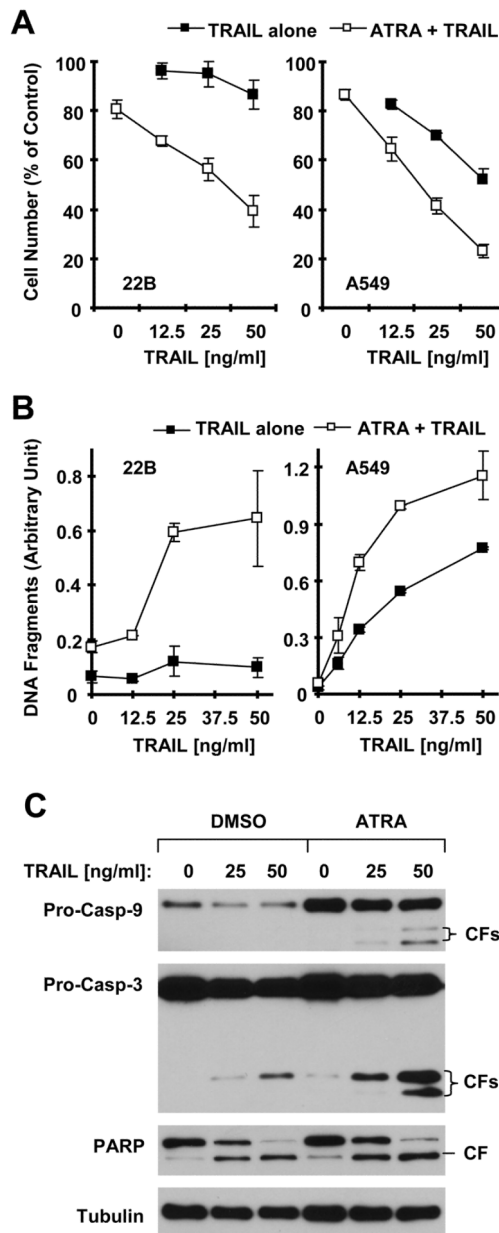 A
TRAIL alone ATRA + TRAIL
Cell Number (% of Control)
100
80
60
40
20
0
22B
0 12.5 25 50
TRAIL [ng/ml]
100
80
60
40
20
0
A549
0 12.5 25 50
TRAIL [ng/ml]
B
TRAIL alone ATRA + TRAIL
DNA Fragments (Arbitrary Unit)
0.8
0.6
0.4
0.2
0
22B
0 12.5 25 37.5 50
TRAIL [ng/ml]
1.2
0.9
0.6
0.3
0
A549
0 12.5 25 37.5 50
TRAIL [ng/ml]
C
DMSO ATRA
TRAIL [ng/ml]: 0 25 50 0 25 50
Pro-Casp-9
CFs
Pro-Casp-3
CFs
PARP
CF
Tubulin